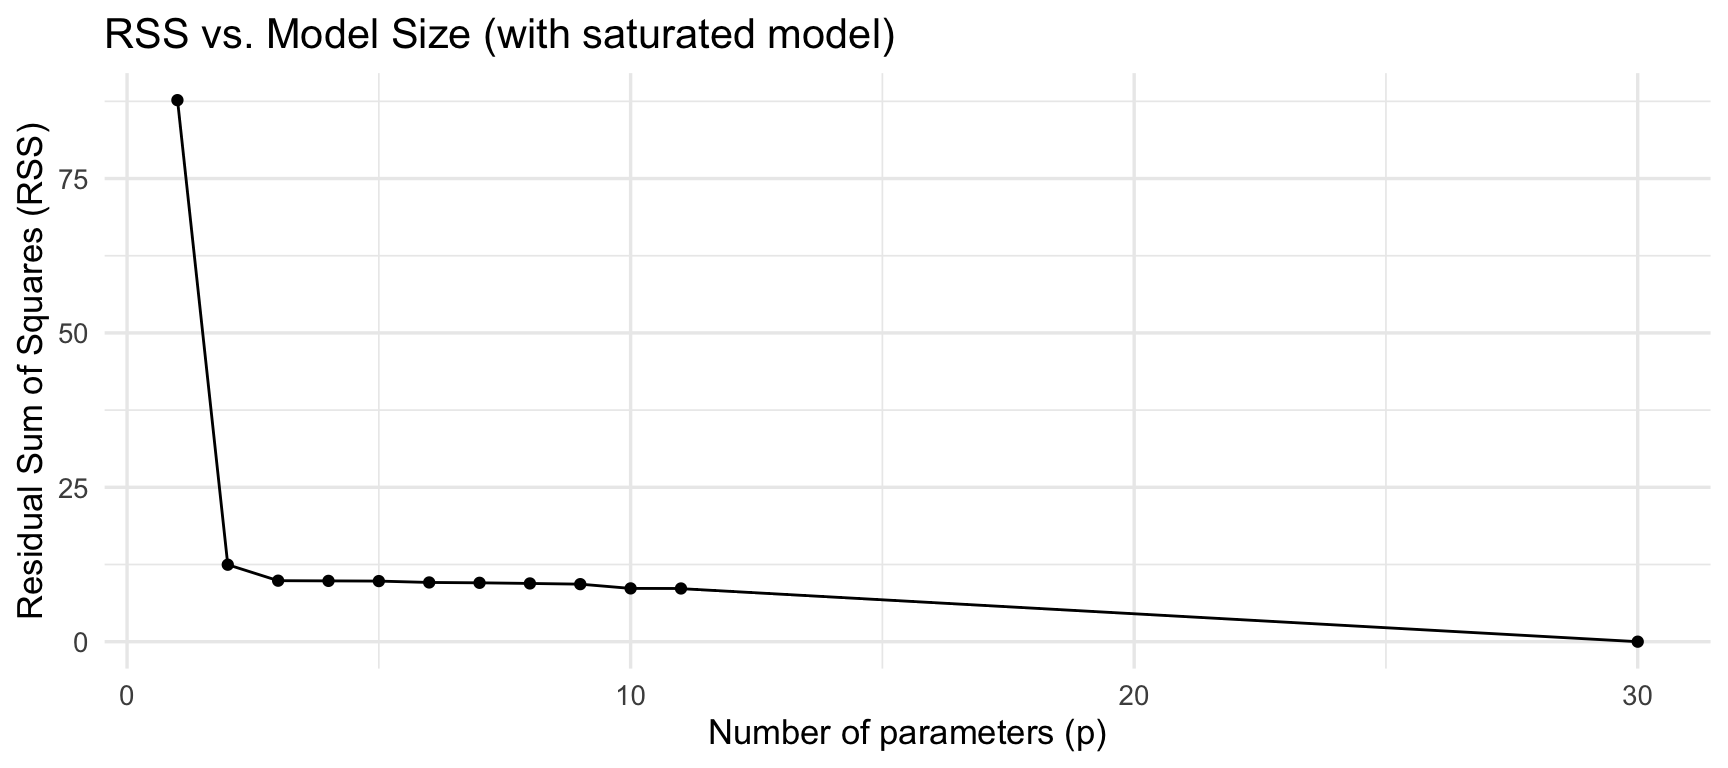 RSS vs. Model Size (with saturated model)
Residual Sum of Squares (RSS)
75
50
25
0
0 10 20 30
Number of parameters (p)